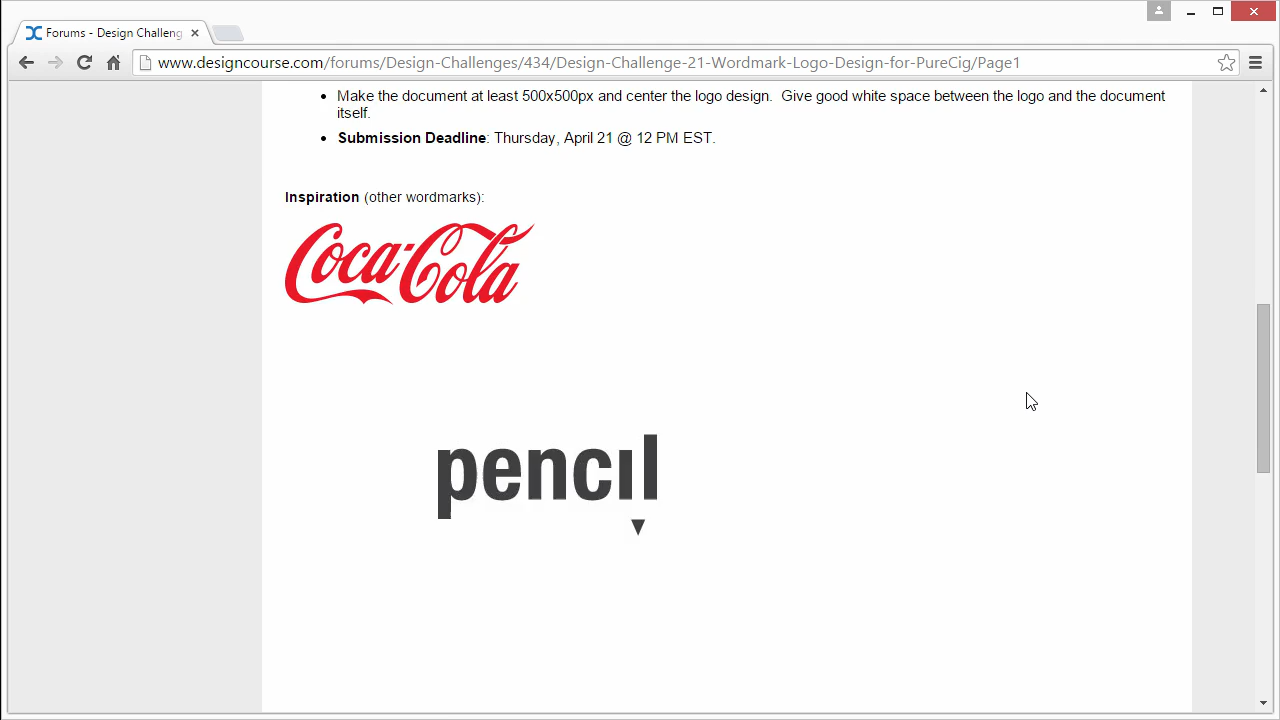 Forums - Design Challeng
www.designcourse.com/forums/Design-Challenges/434/Design-Challenge-21-Wordmark-Logo-Design-for-PureCig/Page1
• Make the document at least 500x500px and center the logo design.  Give good white space between the logo and the document
itself.
• Submission Deadline: Thursday, April 21 @ 12 PM EST.
Inspiration (other wordmarks):
Coca-Cola
pencıl